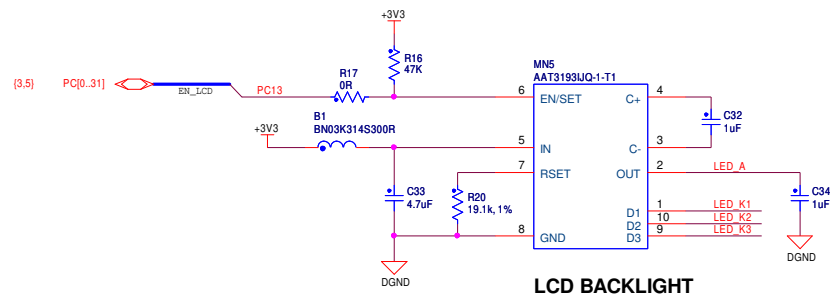 +3V3
MN5
AAT3193IJQ-1-T1
R16
47K
{3,5} PC[0..31]
EN_LCD
PC13
R17
0R
6
EN/SET
C+
4
C32
1uF
B1
BN03K314S300R
+3V3
5
IN
C-
3
7
RSET
OUT
2
LED_A
C33
4.7uF
R20
19.1k, 1%
C34
1uF
D1
1
LED_K1
D2
10
LED_K2
8
GND
D3
9
LED_K3
DGND
DGND
LCD BACKLIGHT